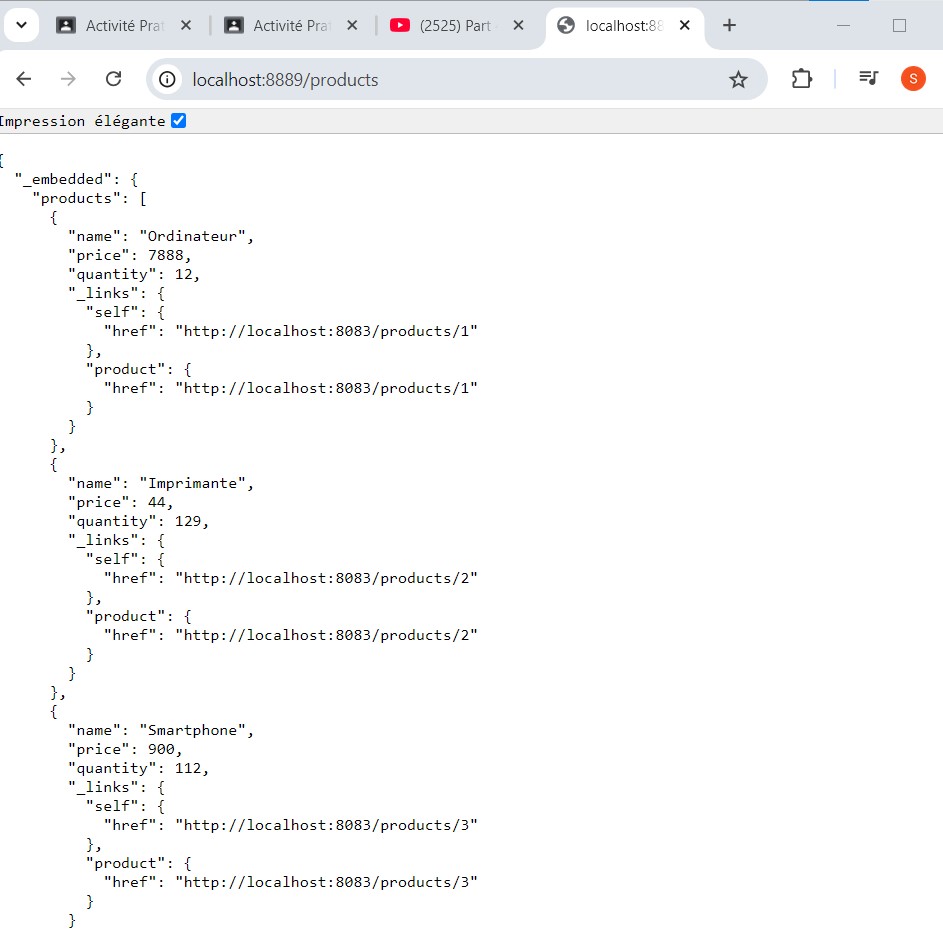 Activité Prat
Activité Prat
(2525) Part -
localhost:88
localhost:8889/products
S
Impression élégante
{
"_embedded": {
"products": [
{
"name": "Ordinateur",
"price": 7888,
"quantity": 12,
"_links": {
"self": {
"href": "http://localhost:8083/products/1"
},
"product": {
"href": "http://localhost:8083/products/1"
}
}
},
{
"name": "Imprimante",
"price": 44,
"quantity": 129,
"_links": {
"self": {
"href": "http://localhost:8083/products/2"
},
"product": {
"href": "http://localhost:8083/products/2"
}
}
},
{
"name": "Smartphone",
"price": 900,
"quantity": 112,
"_links": {
"self": {
"href": "http://localhost:8083/products/3"
},
"product": {
"href": "http://localhost:8083/products/3"
}
}